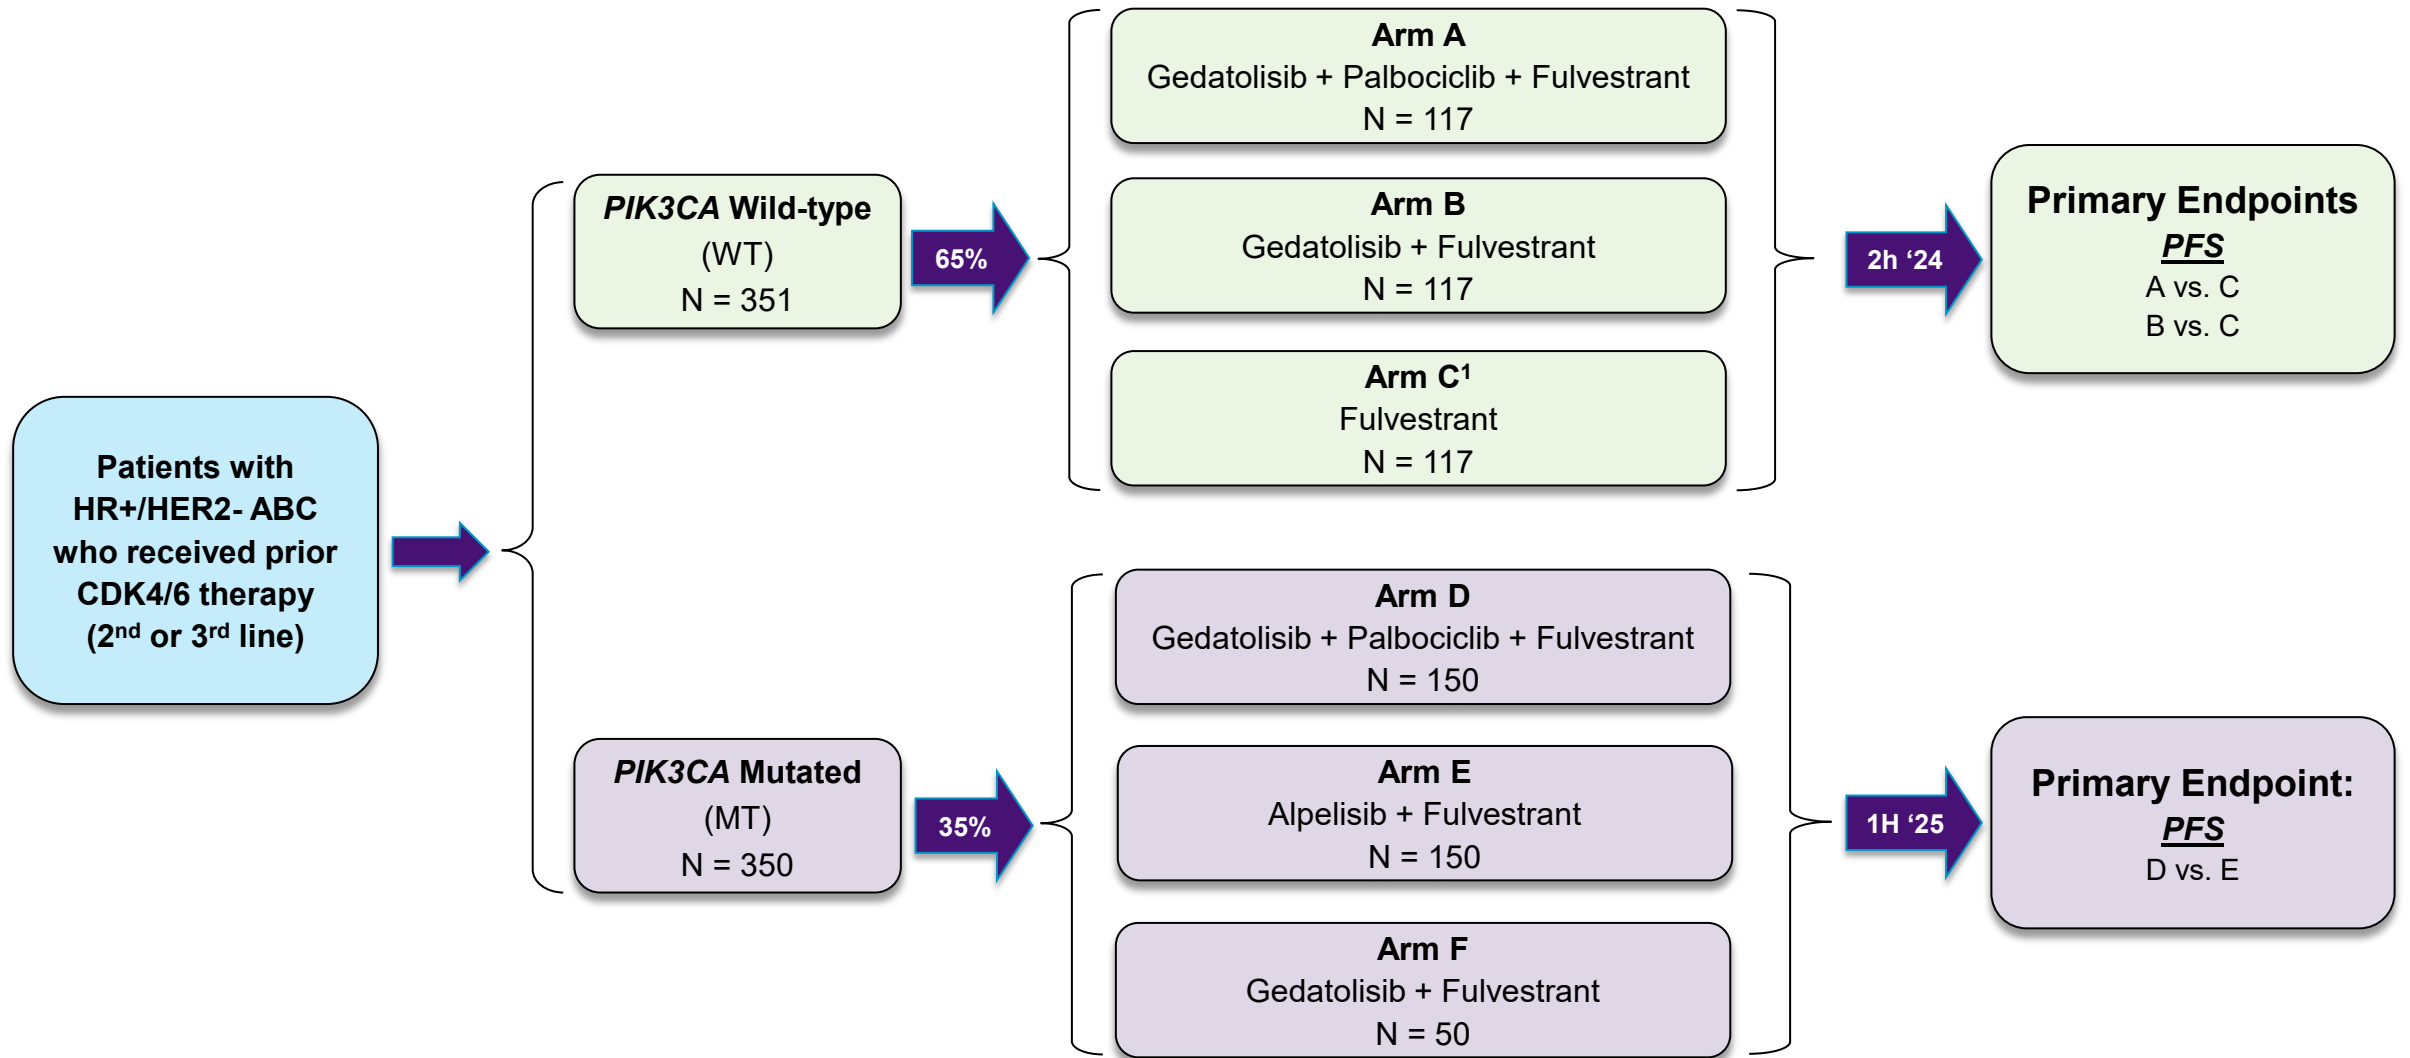 Patients with
HR+/HER2- ABC
who received prior
CDK4/6 therapy
(2nd or 3rd line)
PIK3CA Wild-type
(WT)
N = 351
65%
Arm A
Gedatolisib + Palbociclib + Fulvestrant
N = 117
Arm B
Gedatolisib + Fulvestrant
N = 117
Arm C¹
Fulvestrant
N = 117
2h ‘24
Primary Endpoints
PFS
A vs. C
B vs. C
PIK3CA Mutated
(MT)
N = 350
35%
Arm D
Gedatolisib + Palbociclib + Fulvestrant
N = 150
Arm E
Alpelisib + Fulvestrant
N = 150
Arm F
Gedatolisib + Fulvestrant
N = 50
1H ‘25
Primary Endpoint:
PFS
D vs. E